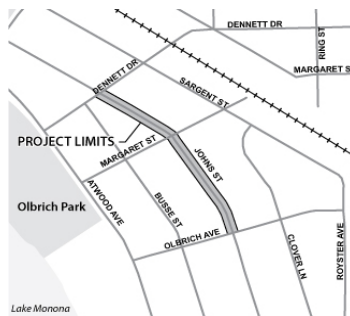 DENNETT DR
RING ST
MARGARET S
DENNETT DR
SARGENT ST
PROJECT LIMITS
MARGARET ST
JOHNS ST
ATWOOD AVE
Olbrich Park
BUSSE ST
OLBRICH AVE
CLOVER LN
ROYSTER AVE
Lake Monona